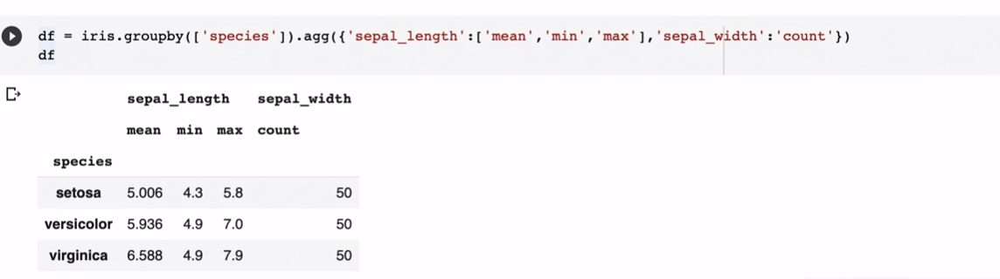 df = iris.groupby(['species']).agg({'sepal_length':['mean','min','max'],'sepal_width':'count'})
df
sepal_length sepal_width
mean min max count
species
setosa 5.006 4.3 5.8 50
versicolor 5.936 4.9 7.0 50
virginica 6.588 4.9 7.9 50